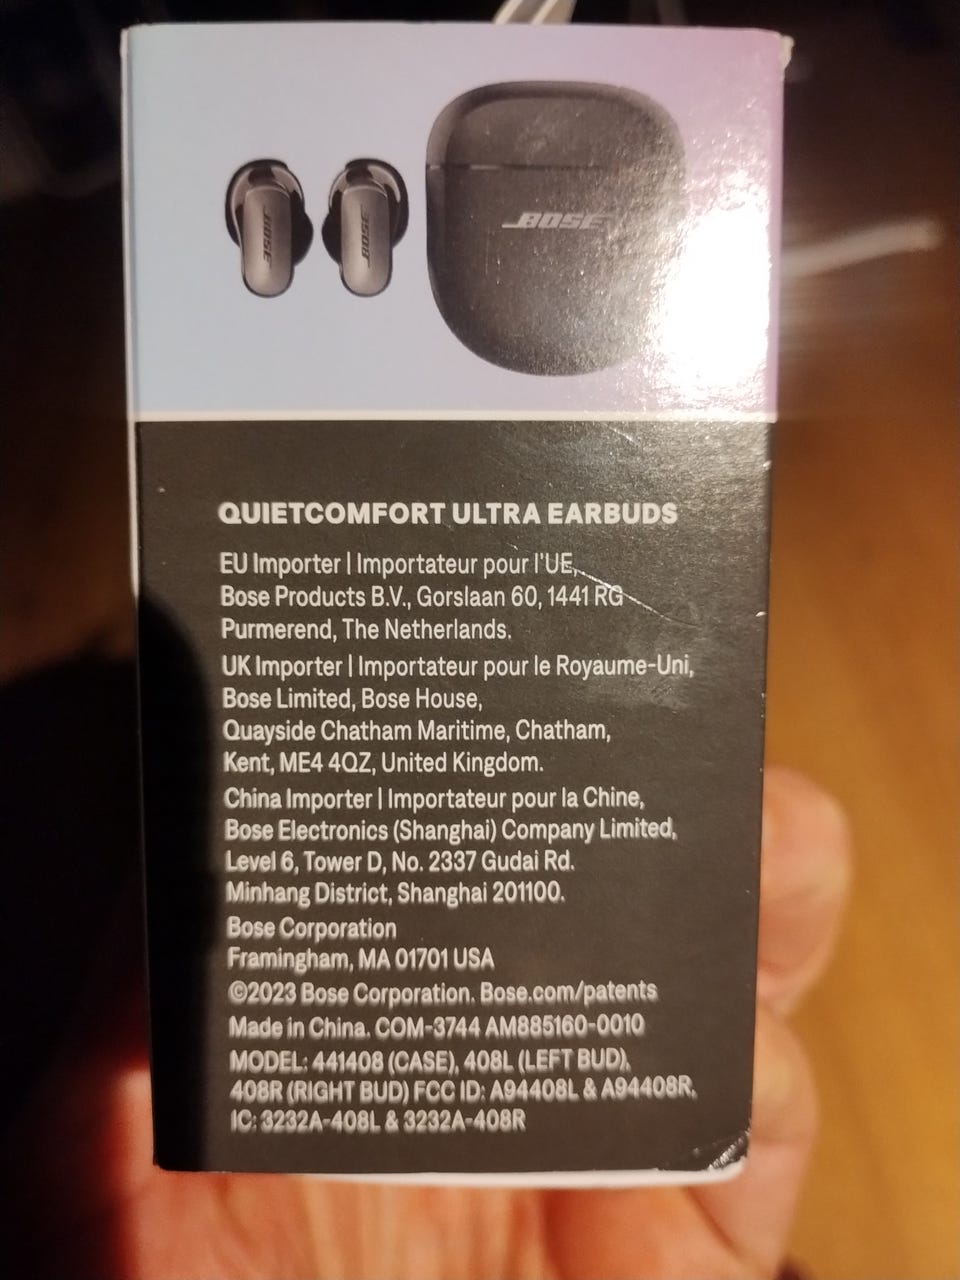 BOSE
BOSE
BOSE
QUIETCOMFORT ULTRA EARBUDS
EU Importer | Importateur pour l'UE,
Bose Products B.V., Gorslaan 60, 1441 RG
Purmerend, The Netherlands.
UK Importer | Importateur pour le Royaume-Uni,
Bose Limited, Bose House,
Quayside Chatham Maritime, Chatham,
Kent, ME4 4QZ, United Kingdom.
China Importer | Importateur pour la Chine,
Bose Electronics (Shanghai) Company Limited,
Level 6, Tower D, No. 2337 Gudai Rd.
Minhang District, Shanghai 201100.
Bose Corporation
Framingham, MA 01701 USA
©2023 Bose Corporation. Bose.com/patents
Made in China. COM-3744 AM885160-0010
MODEL: 441408 (CASE), 408L (LEFT BUD),
408R (RIGHT BUD) FCC ID: A94408L & A94408R,
IC: 3232A-408L & 3232A-408R